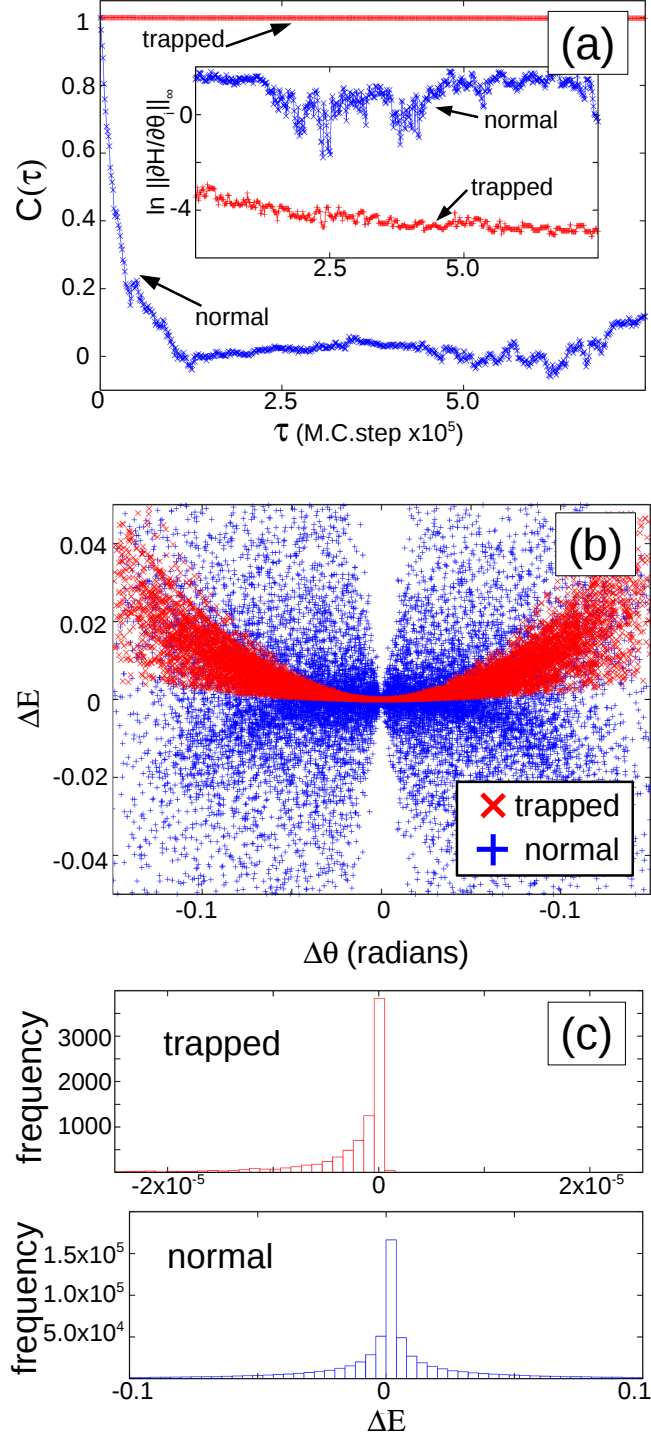 1
trapped
(a)
0.8
0.6
0.4
0.2
0
C(τ)
ln ||∂H/∂θᵢ||∞
0
-4
normal
trapped
2.5
5.0
normal
0
2.5
5.0
τ (M.C.step x10⁵)
0.04
(b)
0.02
0
-0.02
-0.04
ΔE
trapped
normal
-0.1
0
-0.1
Δθ (radians)
(c)
trapped
frequency
3000
2000
1000
-2x10⁻⁵
0
2x10⁻⁵
normal
frequency
1.5x10⁵
1.0x10⁵
5.0x10⁴
-0.1
0
0.1
ΔE